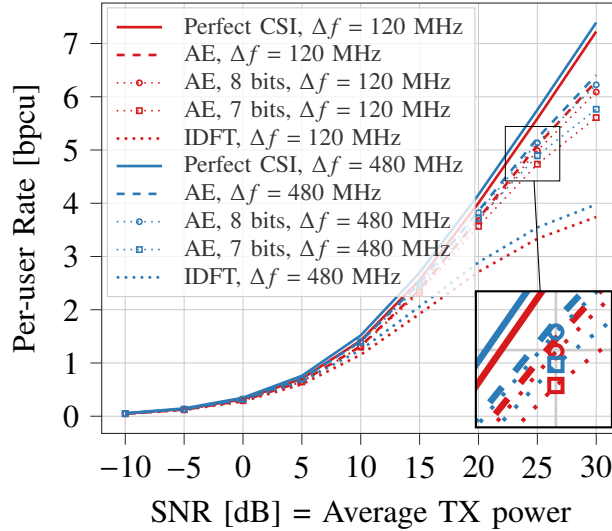 Perfect CSI, Δf = 120 MHz
AE, Δf = 120 MHz
AE, 8 bits, Δf = 120 MHz
AE, 7 bits, Δf = 120 MHz
IDFT, Δf = 120 MHz
Perfect CSI, Δf = 480 MHz
AE, Δf = 480 MHz
AE, 8 bits, Δf = 480 MHz
AE, 7 bits, Δf = 480 MHz
IDFT, Δf = 480 MHz
Per-user Rate [bpcu]
7
6
5
4
3
2
1
0
−10 −5 0 5 10 15 20 25 30
SNR [dB] = Average TX power